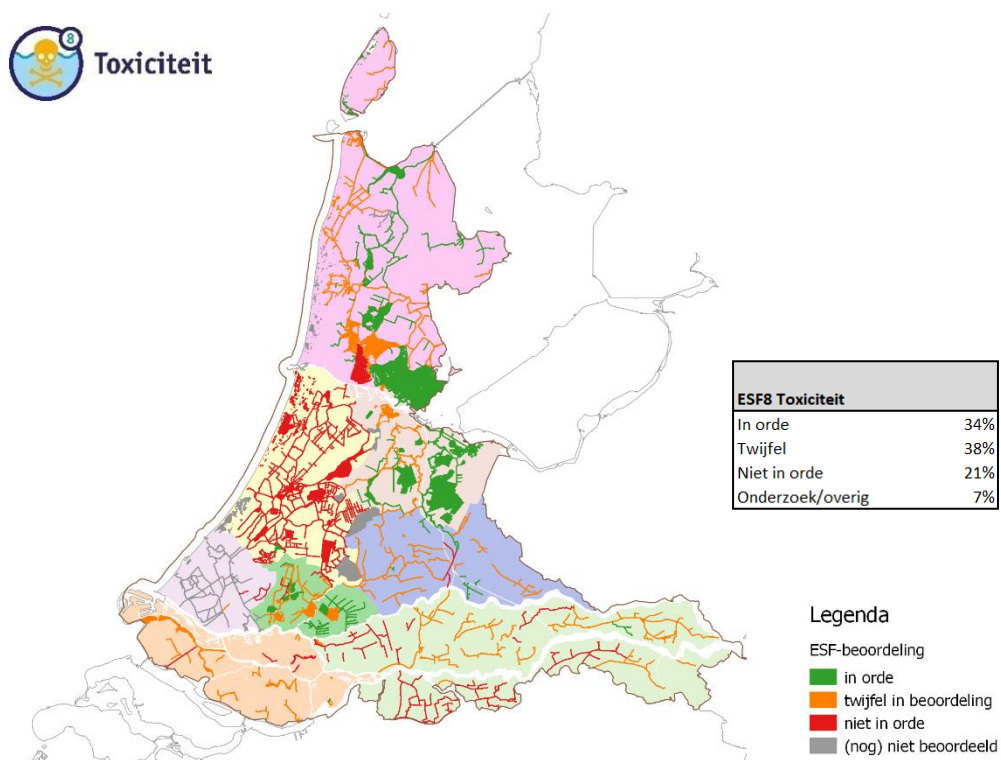 8
Toxiciteit
ESF8 Toxiciteit
In orde 34%
Twijfel 38%
Niet in orde 21%
Onderzoek/overig 7%
Legenda
ESF-beoordeling
in orde
twijfel in beoordeling
niet in orde
(nog) niet beoordeeld